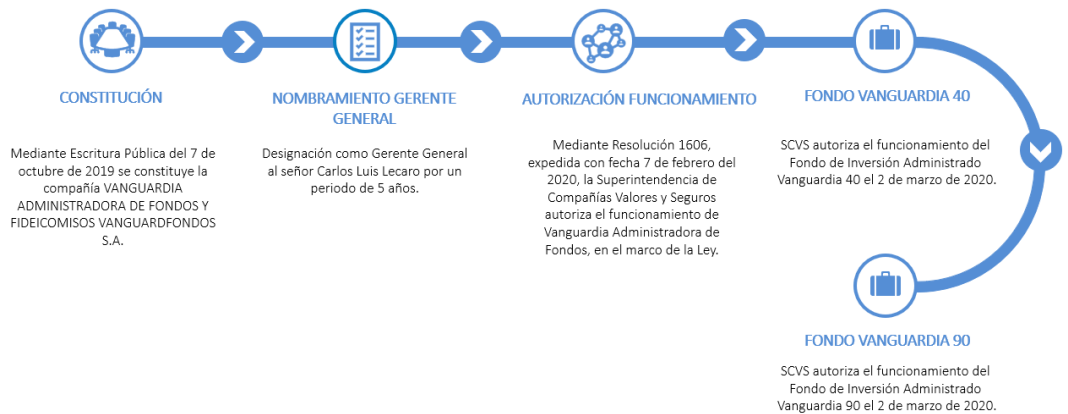 CONSTITUCIÓN
Mediante Escritura Pública del 7 de
octubre de 2019 se constituye la
compañía VANGUARDIA
ADMINISTRADORA DE FONDOS Y
FIDEICOMISOS VANGUARDFONDOS
S.A.
NOMBRAMIENTO GERENTE
GENERAL
Designación como Gerente General
al señor Carlos Luis Lecaro por un
periodo de 5 años.
AUTORIZACIÓN FUNCIONAMIENTO
Mediante Resolución 1606,
expedida con fecha 7 de febrero del
2020, la Superintendencia de
Compañías Valores y Seguros
autoriza el funcionamiento de
Vanguardia Administradora de
Fondos, en el marco de la Ley.
FONDO VANGUARDIA 40
SCVS autoriza el funcionamiento del
Fondo de Inversión Administrado
Vanguardia 40 el 2 de marzo de 2020.
FONDO VANGUARDIA 90
SCVS autoriza el funcionamiento del
Fondo de Inversión Administrado
Vanguardia 90 el 2 de marzo de 2020.